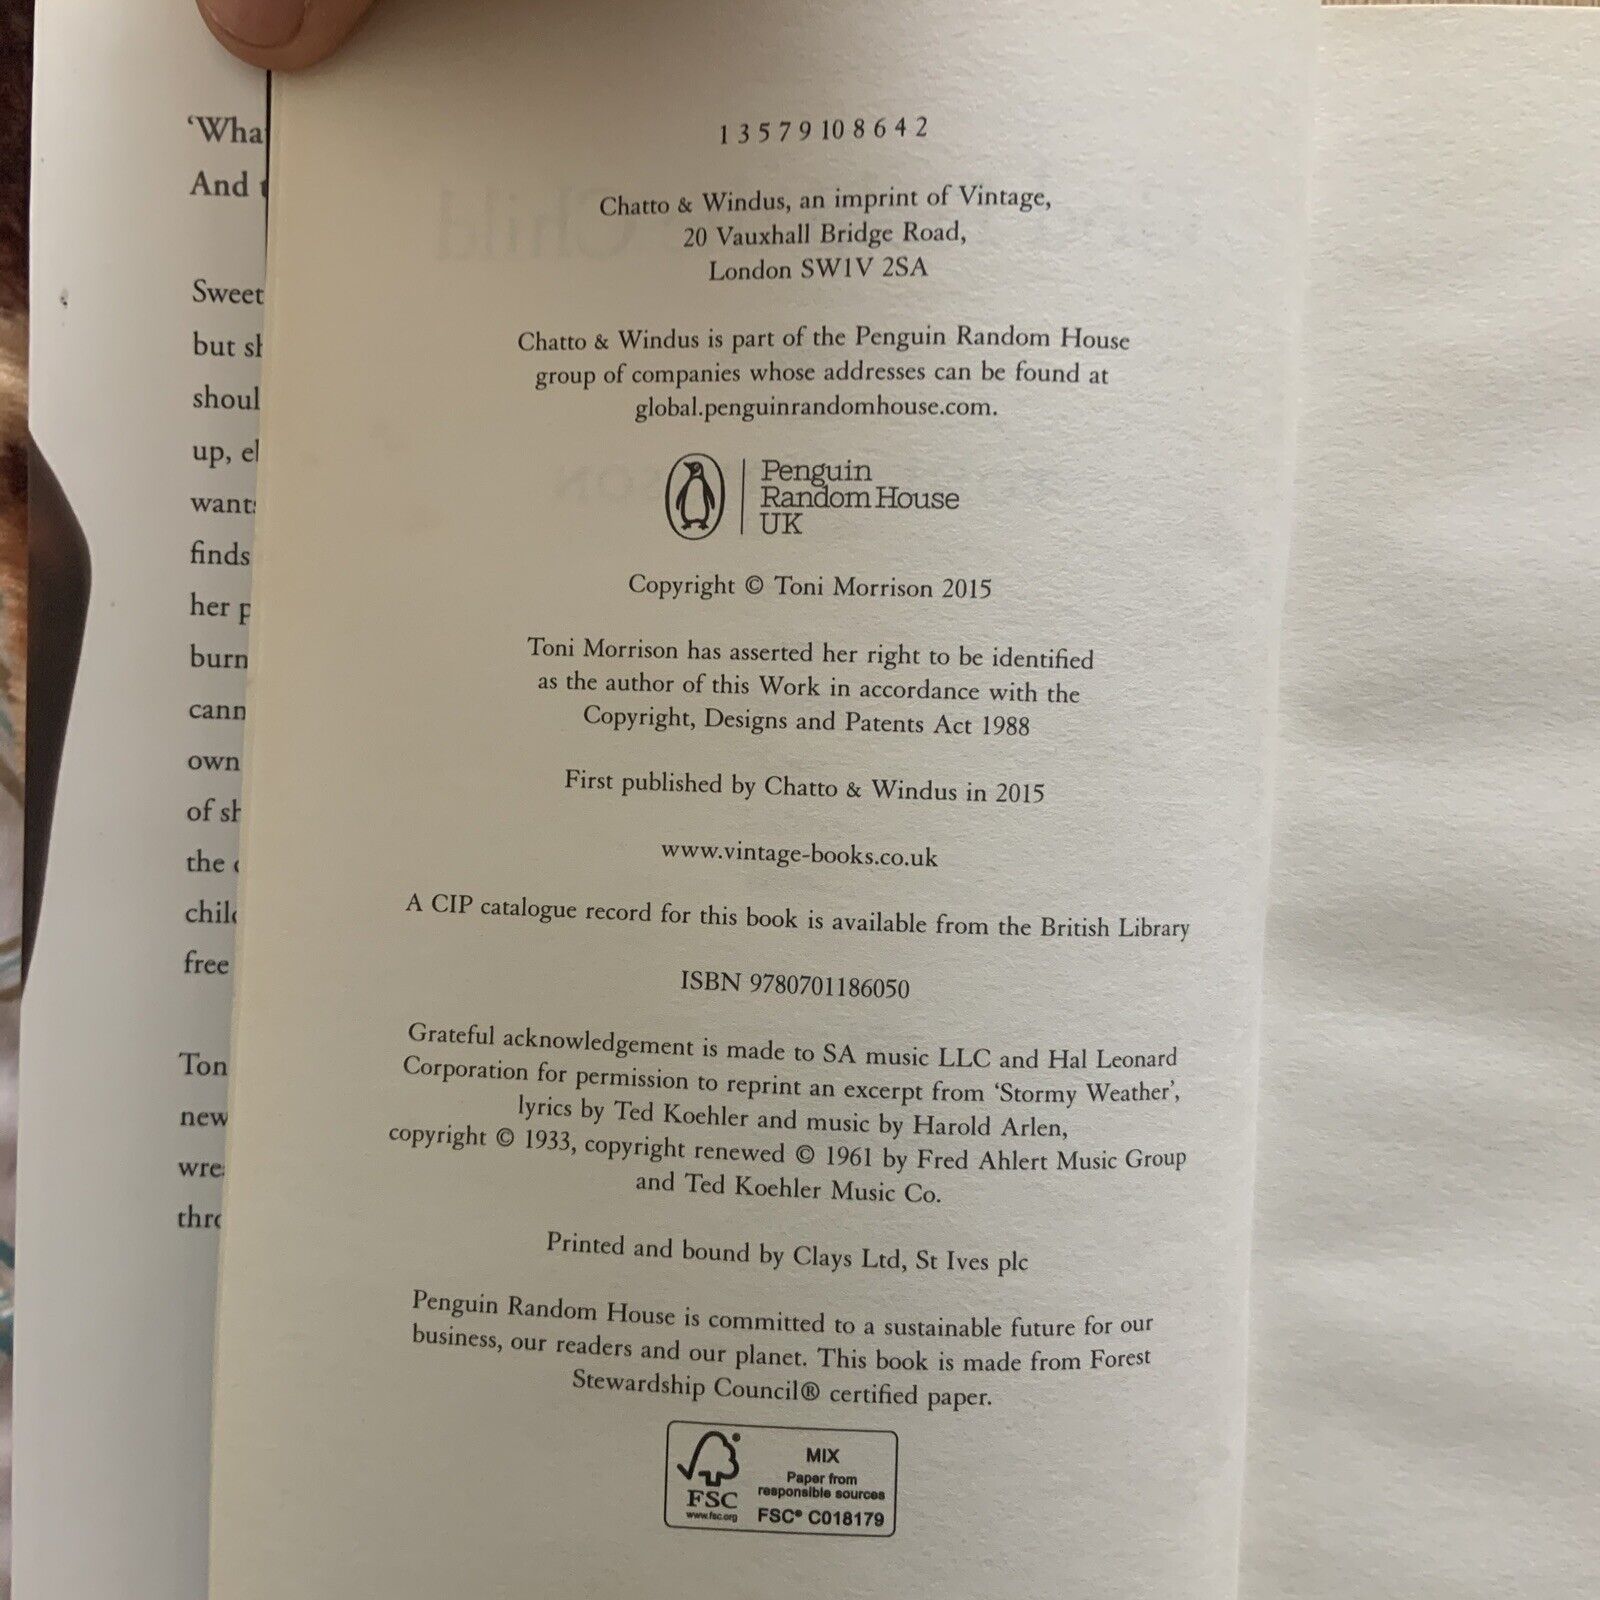 ‘Wha
And t
Sweet
but sh
shoul
up, el
wants
finds
her p
burn
cann
own
of sh
the c
chilc
free
Ton
new
wre
thro
1 3 5 7 9 10 8 6 4 2
Chatto & Windus, an imprint of Vintage,
20 Vauxhall Bridge Road,
London SW1V 2SA
Chatto & Windus is part of the Penguin Random House
group of companies whose addresses can be found at
global.penguinrandomhouse.com.
Penguin
Random House
UK
Copyright © Toni Morrison 2015
Toni Morrison has asserted her right to be identified
as the author of this Work in accordance with the
Copyright, Designs and Patents Act 1988
First published by Chatto & Windus in 2015
www.vintage-books.co.uk
A CIP catalogue record for this book is available from the British Library
ISBN 9780701186050
Grateful acknowledgement is made to SA music LLC and Hal Leonard
Corporation for permission to reprint an excerpt from ‘Stormy Weather’,
lyrics by Ted Koehler and music by Harold Arlen,
copyright © 1933, copyright renewed © 1961 by Fred Ahlert Music Group
and Ted Koehler Music Co.
Printed and bound by Clays Ltd, St Ives plc
Penguin Random House is committed to a sustainable future for our
business, our readers and our planet. This book is made from Forest
Stewardship Council® certified paper.
FSC
www.fsc.org
MIX
Paper from
responsible sources
FSC® C018179